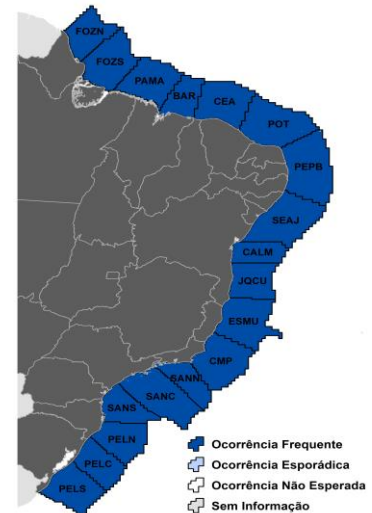 FOZN
FOZS
PAMA
BAR
CEA
POT
PEPB
SEAJ
CALM
JQCU
ESMU
CMP
SANN
SANC
SANS
PELN
PELC
PELS
Ocorrência Frequente
Ocorrência Esporádica
Ocorrência Não Esperada
Sem Informação